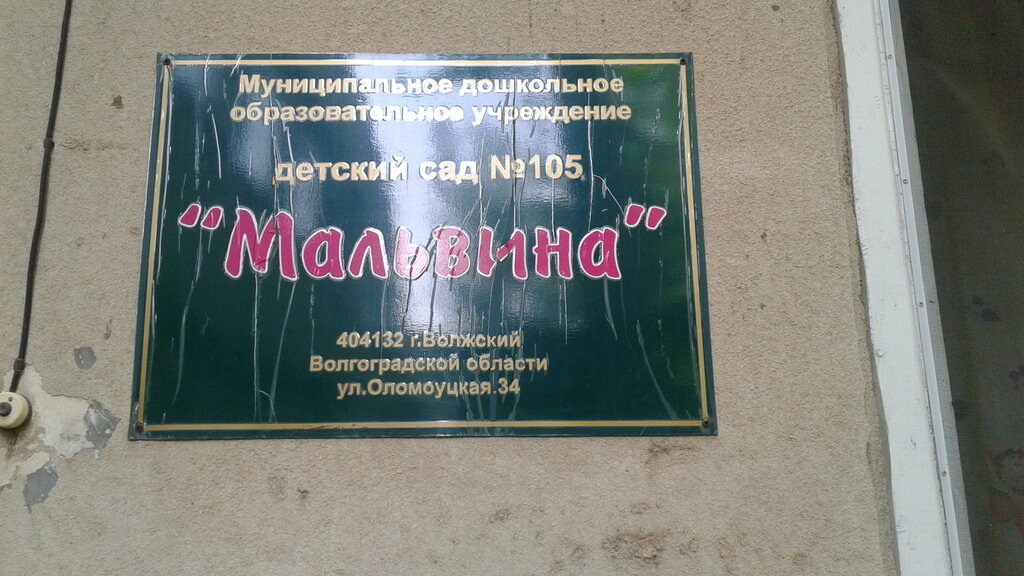 Муниципальное дошкольное
образовательное учреждение
детский сад №105
"Мальвина"
404132 г.Волжский
Волгоградской области
ул.Оломоуцкая 34